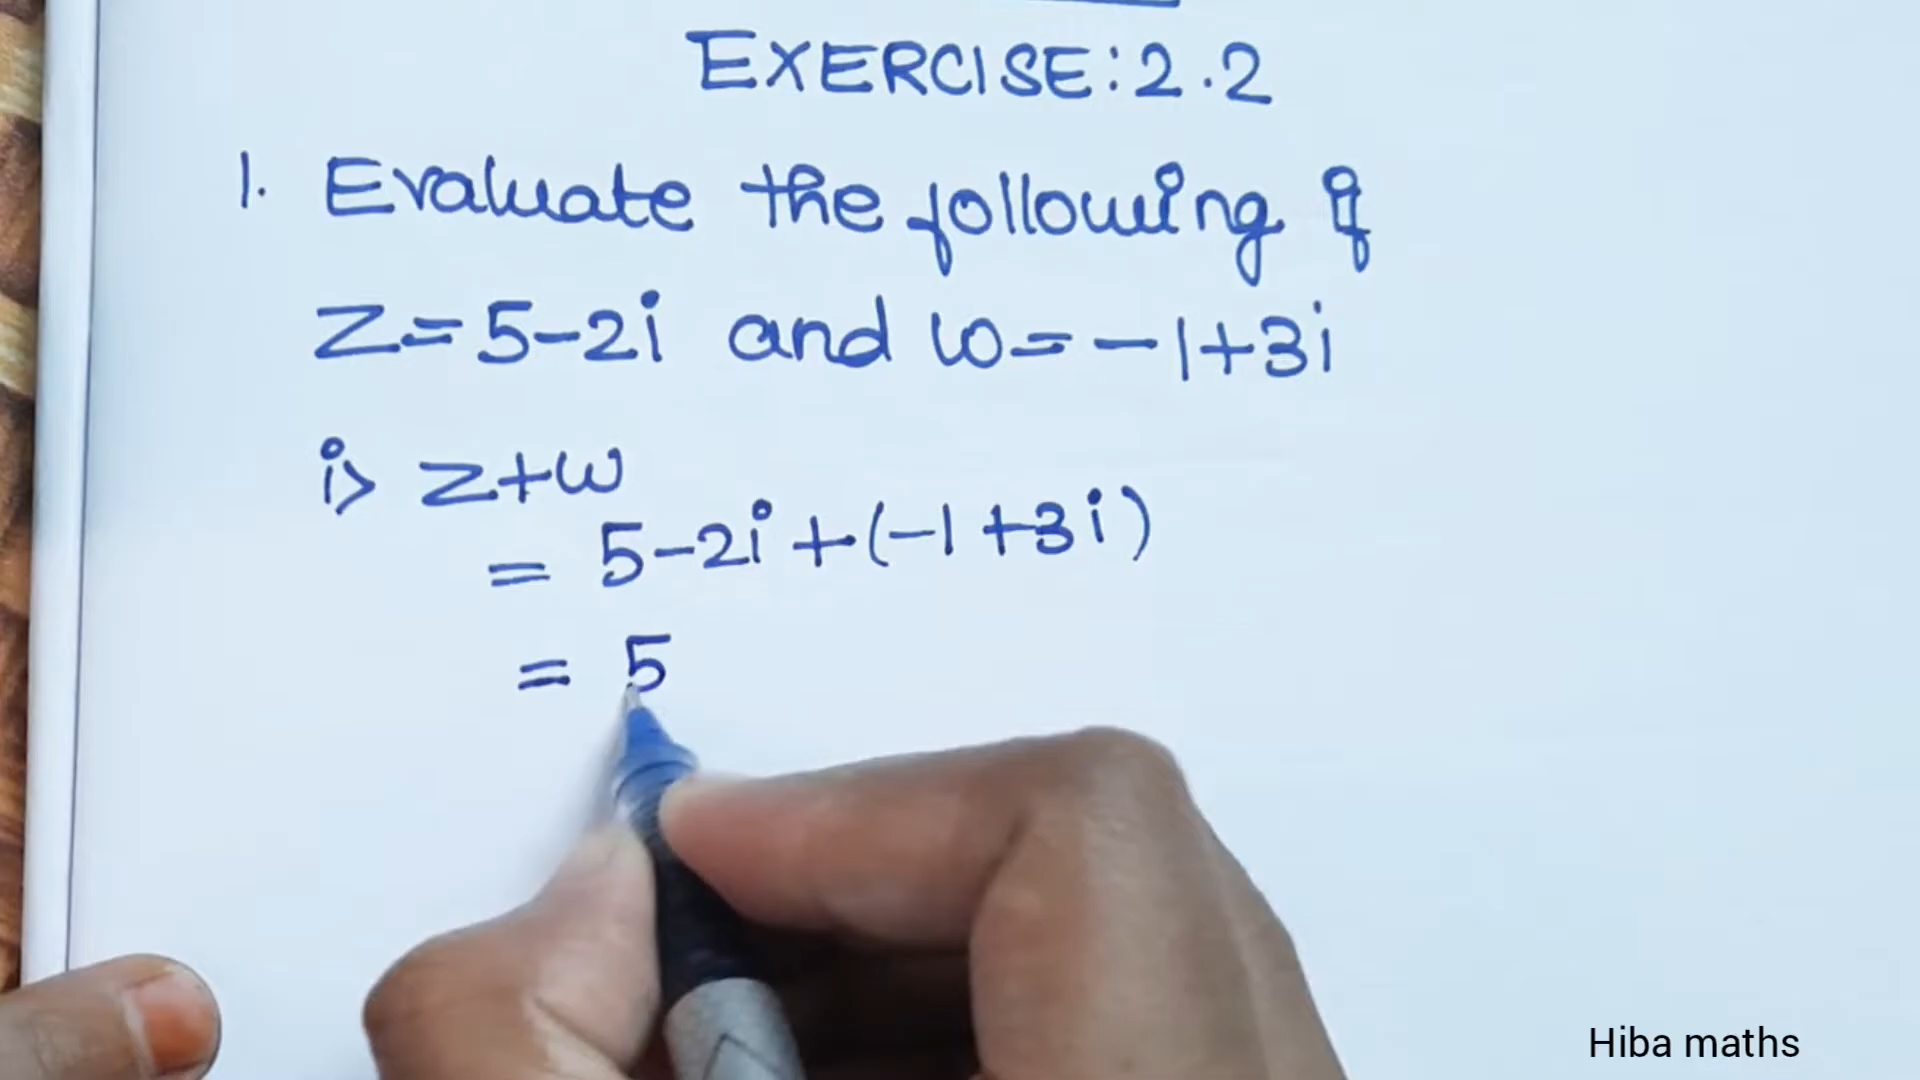 EXERCISE: 2.2
1. Evaluate the following if
z = 5-2i and w = -1+3i
i> z+w
= 5-2i + (-1 +3i)
= 5
Hiba maths